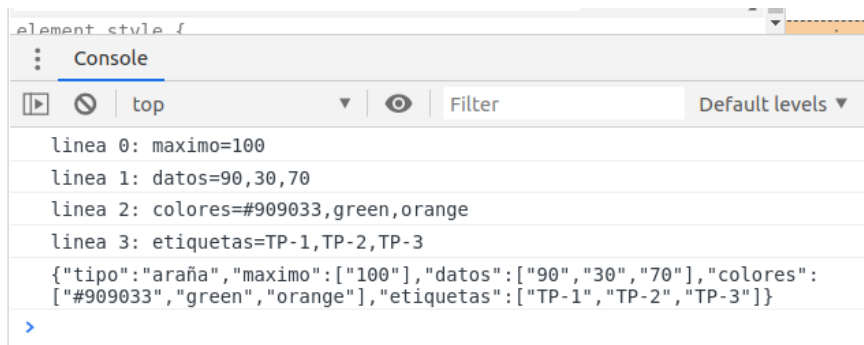 element style {
Console
top Filter Default levels
linea 0: maximo=100
linea 1: datos=90,30,70
linea 2: colores=#909033,green,orange
linea 3: etiquetas=TP-1,TP-2,TP-3
{"tipo":"araña","maximo":["100"],"datos":["90","30","70"],"colores":
["#909033","green","orange"],"etiquetas":["TP-1","TP-2","TP-3"]}
>